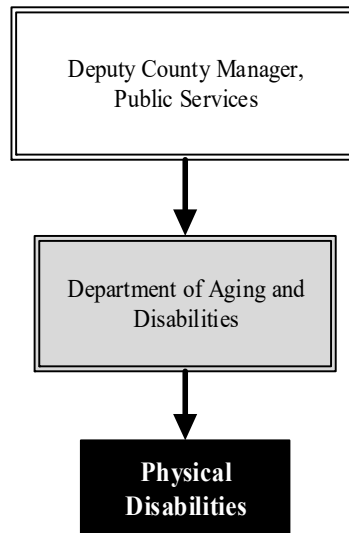 Deputy County Manager,
Public Services
Department of Aging and
Disabilities
Physical
Disabilities